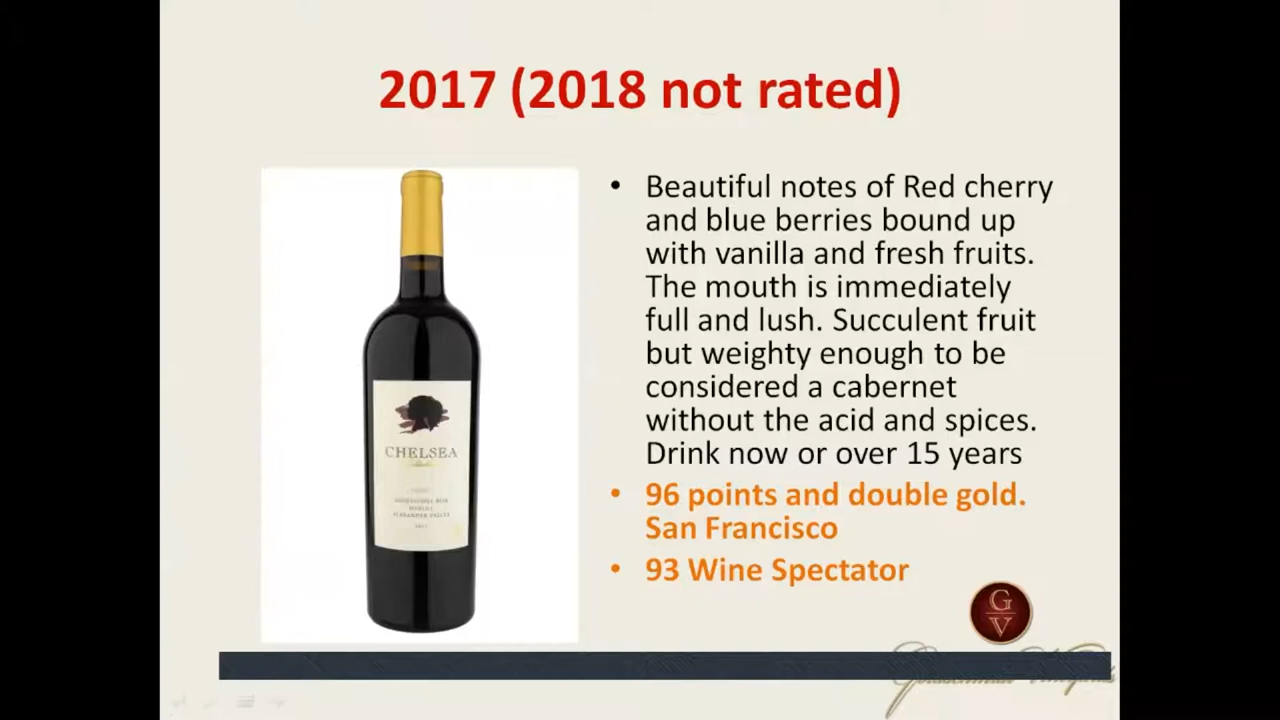 2017 (2018 not rated)
• Beautiful notes of Red cherry
and blue berries bound up
with vanilla and fresh fruits.
The mouth is immediately
full and lush. Succulent fruit
but weighty enough to be
considered a cabernet
without the acid and spices.
Drink now or over 15 years
• 96 points and double gold.
San Francisco
• 93 Wine Spectator
CHELSEA
MERLOT
ALEXANDER VALLEY
G
V